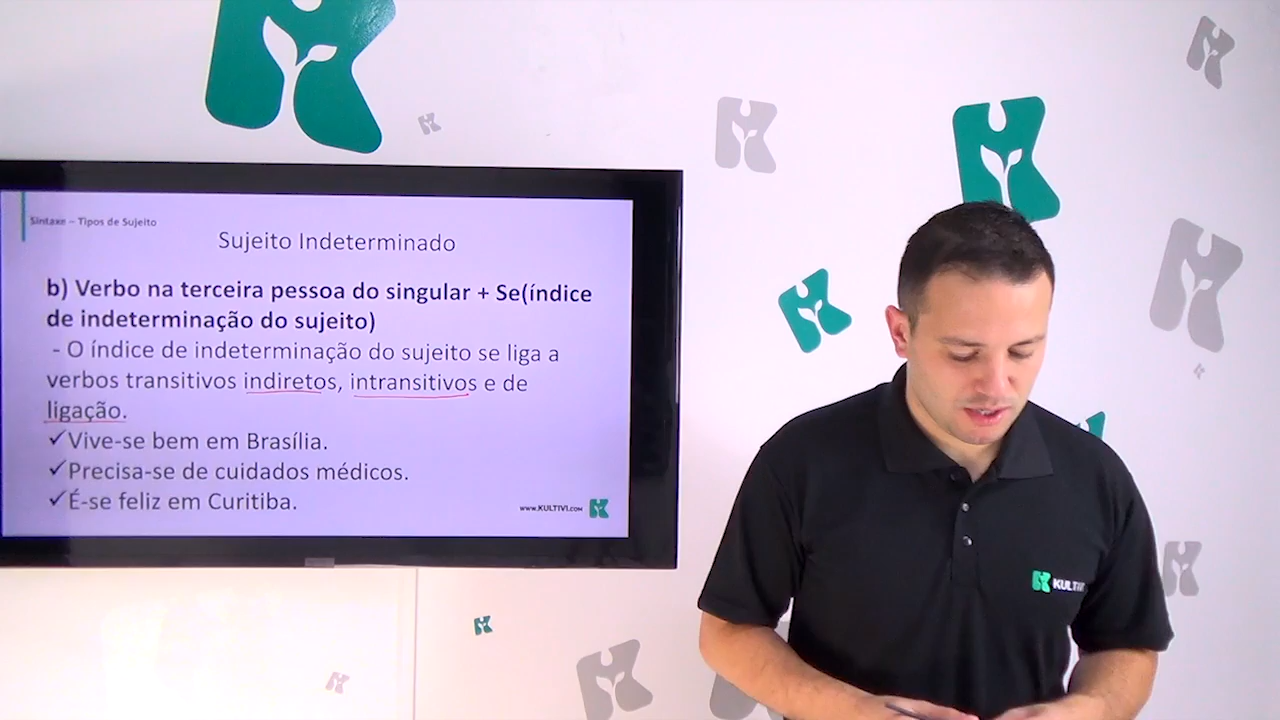 Sintaxe – Tipos de Sujeito
Sujeito Indeterminado
b) Verbo na terceira pessoa do singular + Se(índice
de indeterminação do sujeito)
- O índice de indeterminação do sujeito se liga a
verbos transitivos indiretos, intransitivos e de
ligação.
✓Vive-se bem em Brasília.
✓Precisa-se de cuidados médicos.
✓É-se feliz em Curitiba.
www.KULTIVI.com
KULTIVI